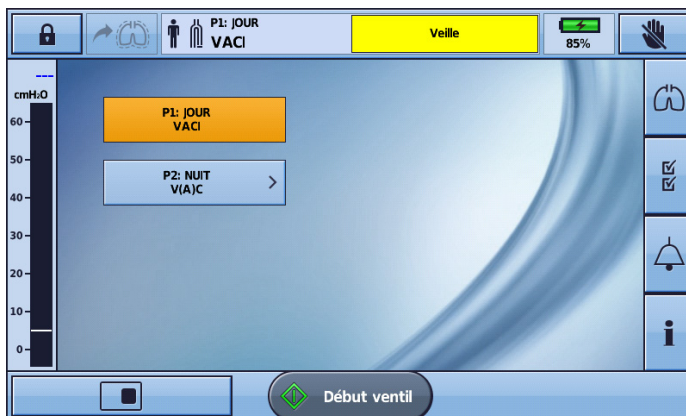 P1: JOUR
VACI
Veille
85%
---
cmH₂O
60
50
40
30
20
10
0
P1: JOUR
VACI
P2: NUIT
V(A)C
Début ventil